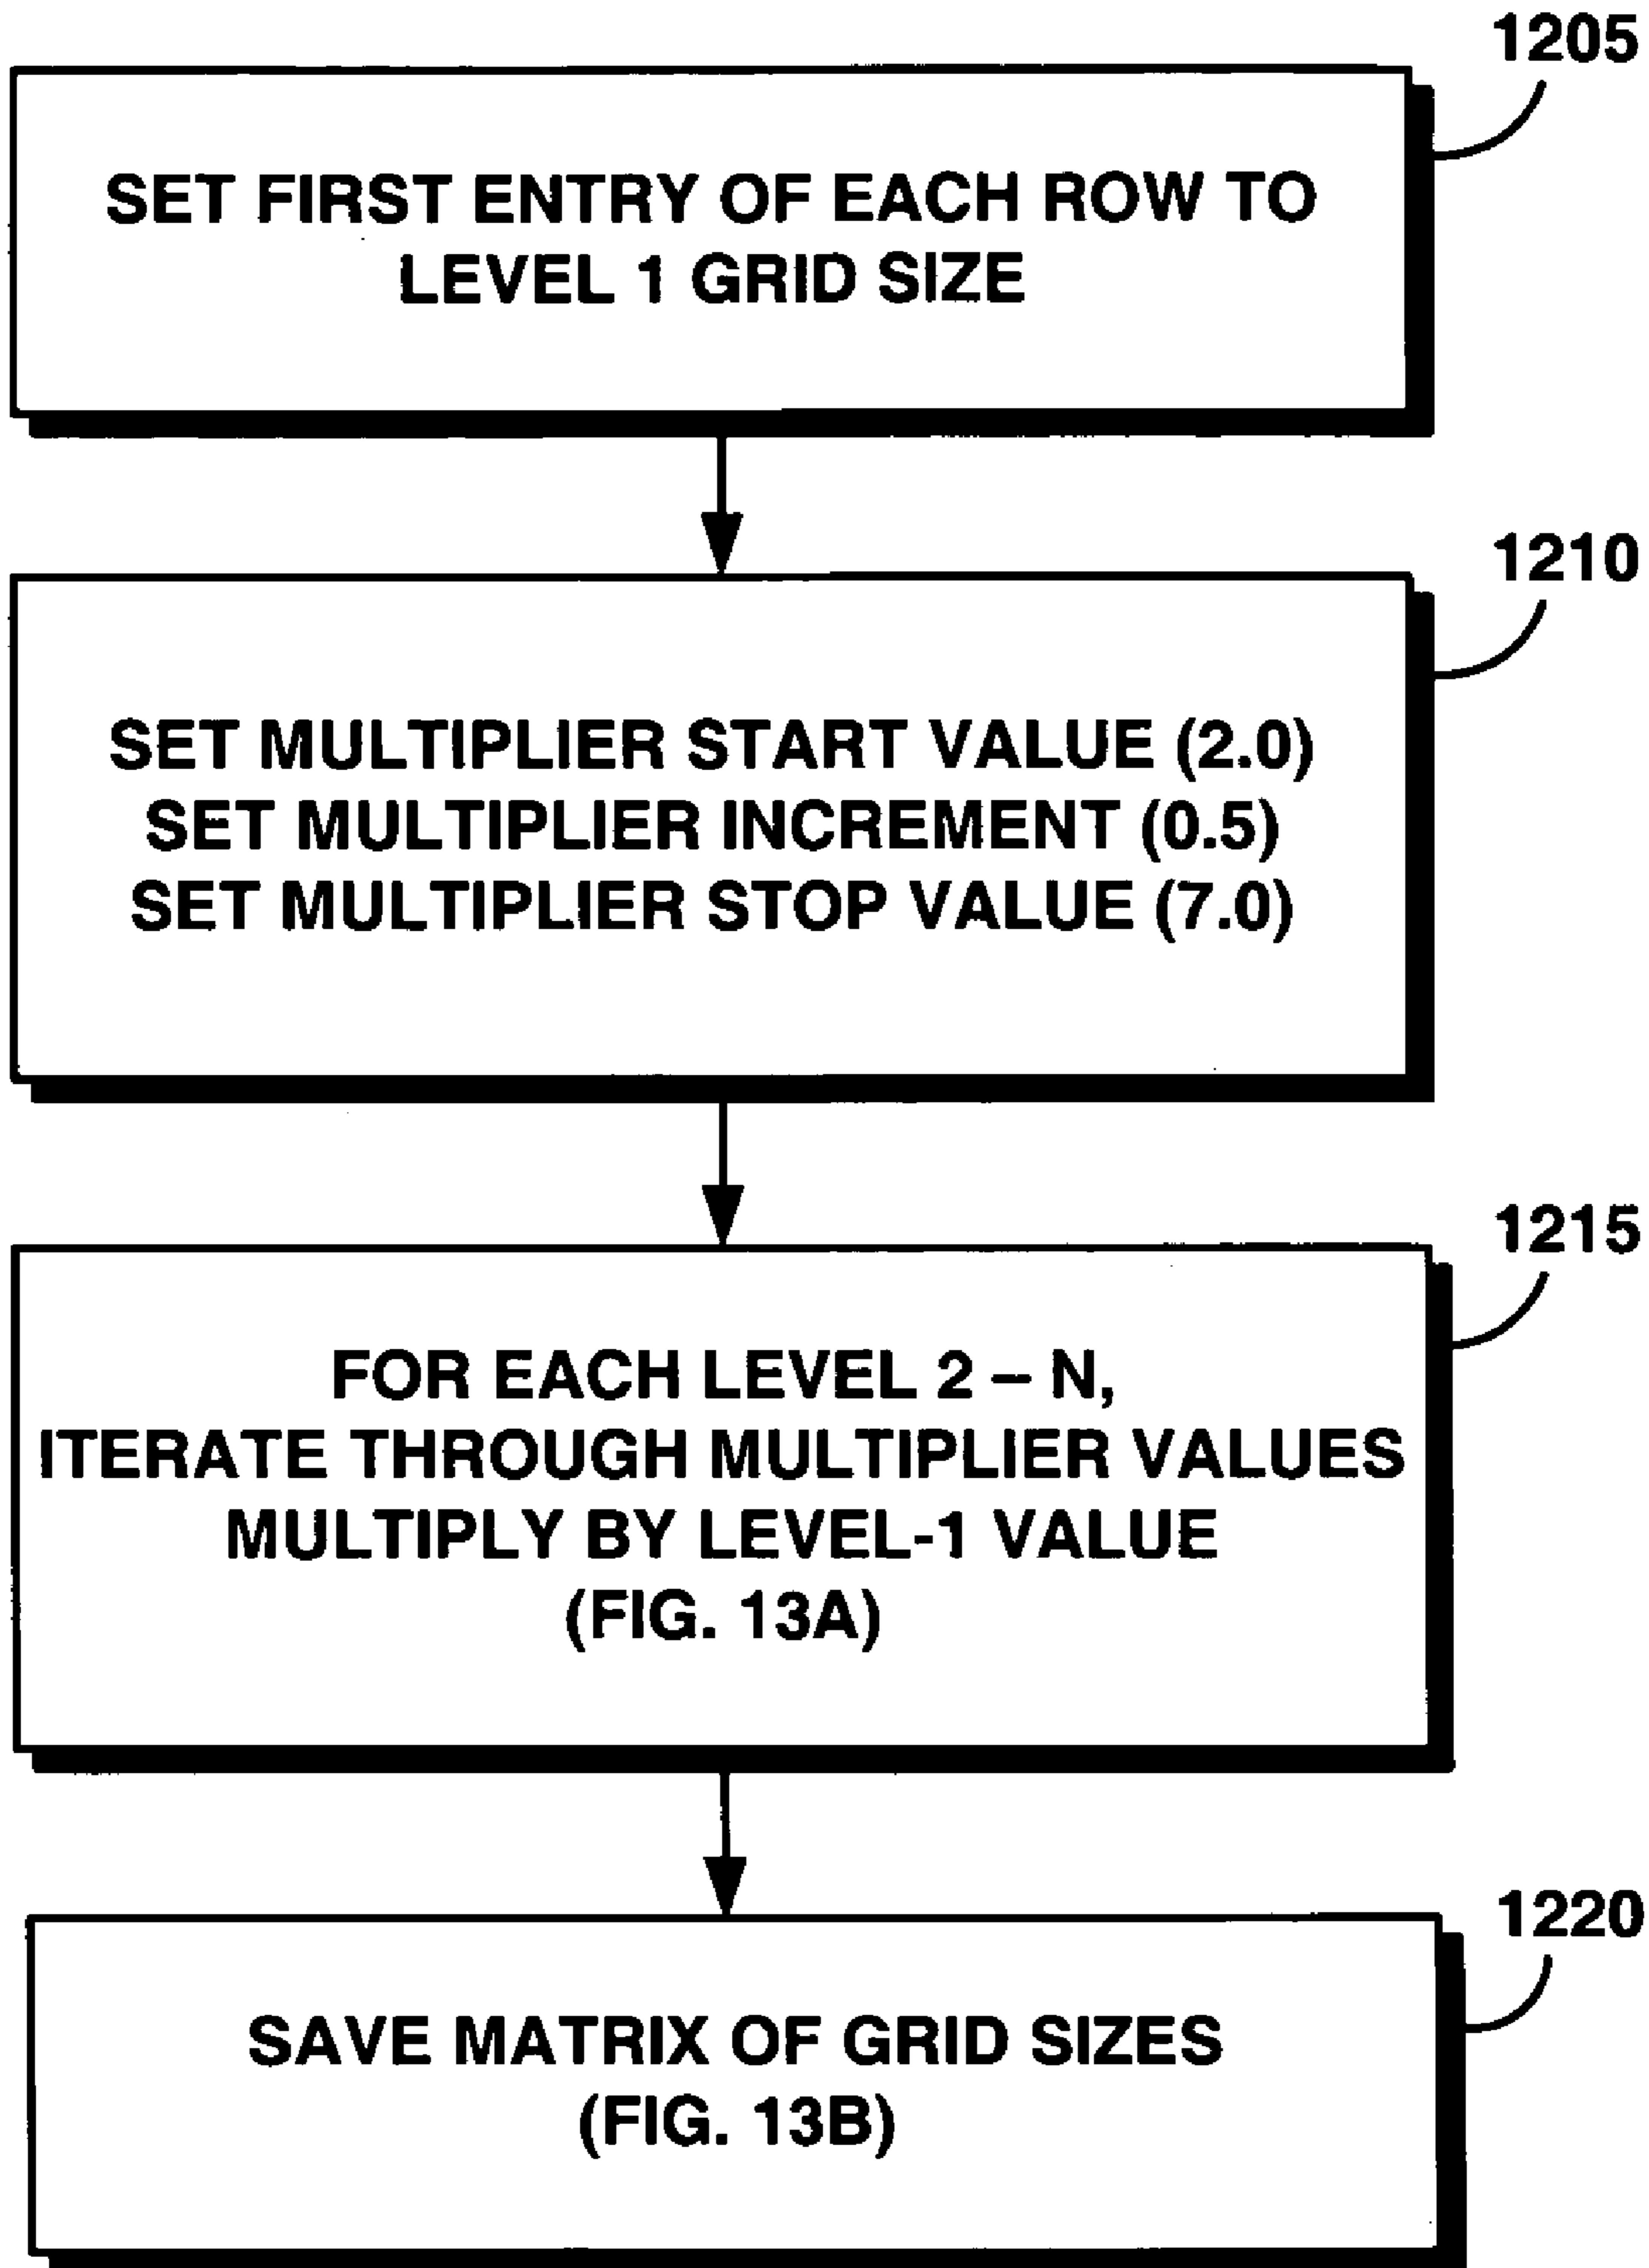 1205
SET FIRST ENTRY OF EACH ROW TO
LEVEL 1 GRID SIZE
1210
SET MULTIPLIER START VALUE (2.0)
SET MULTIPLIER INCREMENT (0.5)
SET MULTIPLIER STOP VALUE (7.0)
1215
FOR EACH LEVEL 2 – N,
ITERATE THROUGH MULTIPLIER VALUES
MULTIPLY BY LEVEL-1 VALUE
(FIG. 13A)
1220
SAVE MATRIX OF GRID SIZES
(FIG. 13B)